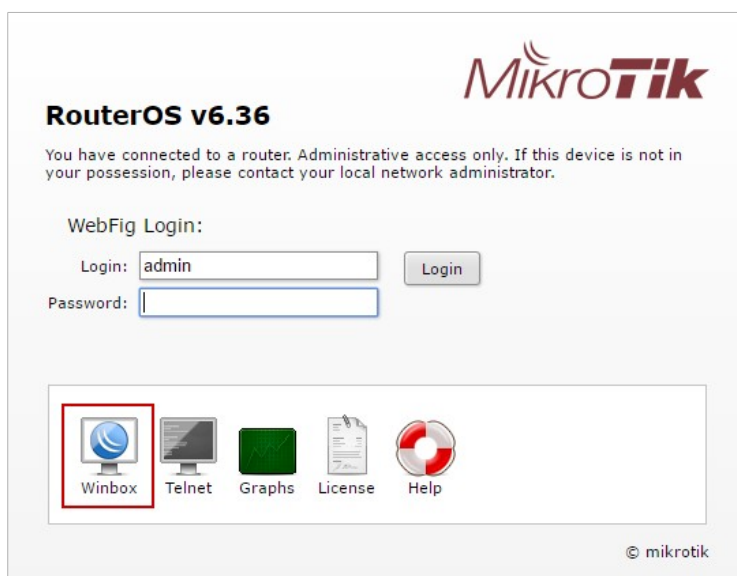 MikroTik
RouterOS v6.36
You have connected to a router. Administrative access only. If this device is not in
your possession, please contact your local network administrator.
WebFig Login:
Login: admin Login
Password:
Winbox Telnet Graphs License Help
© mikrotik